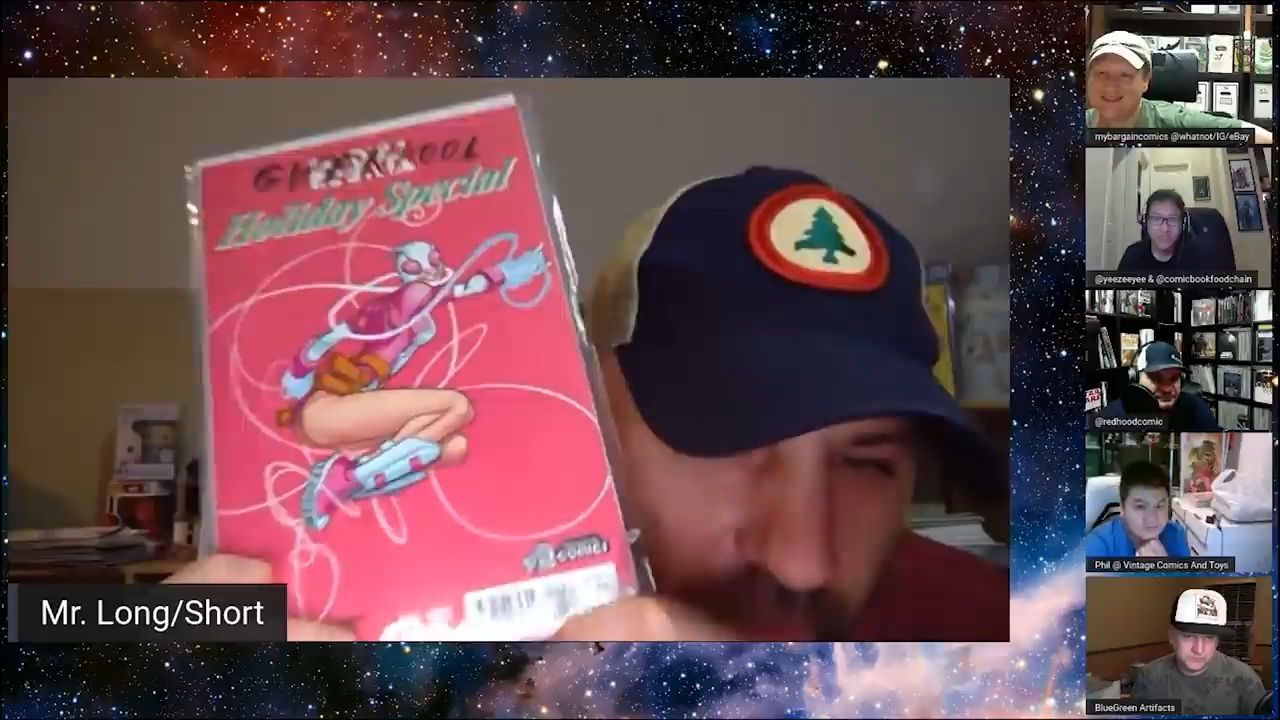 Holiday Special
Mr. Long/Short
mybargaincomics @whatnot/IG/eBay
@yeezeeyee & @comicbookfoodchain
@redhoodcomic
Phil @ Vintage Comics And Toys
BlueGreen Artifacts